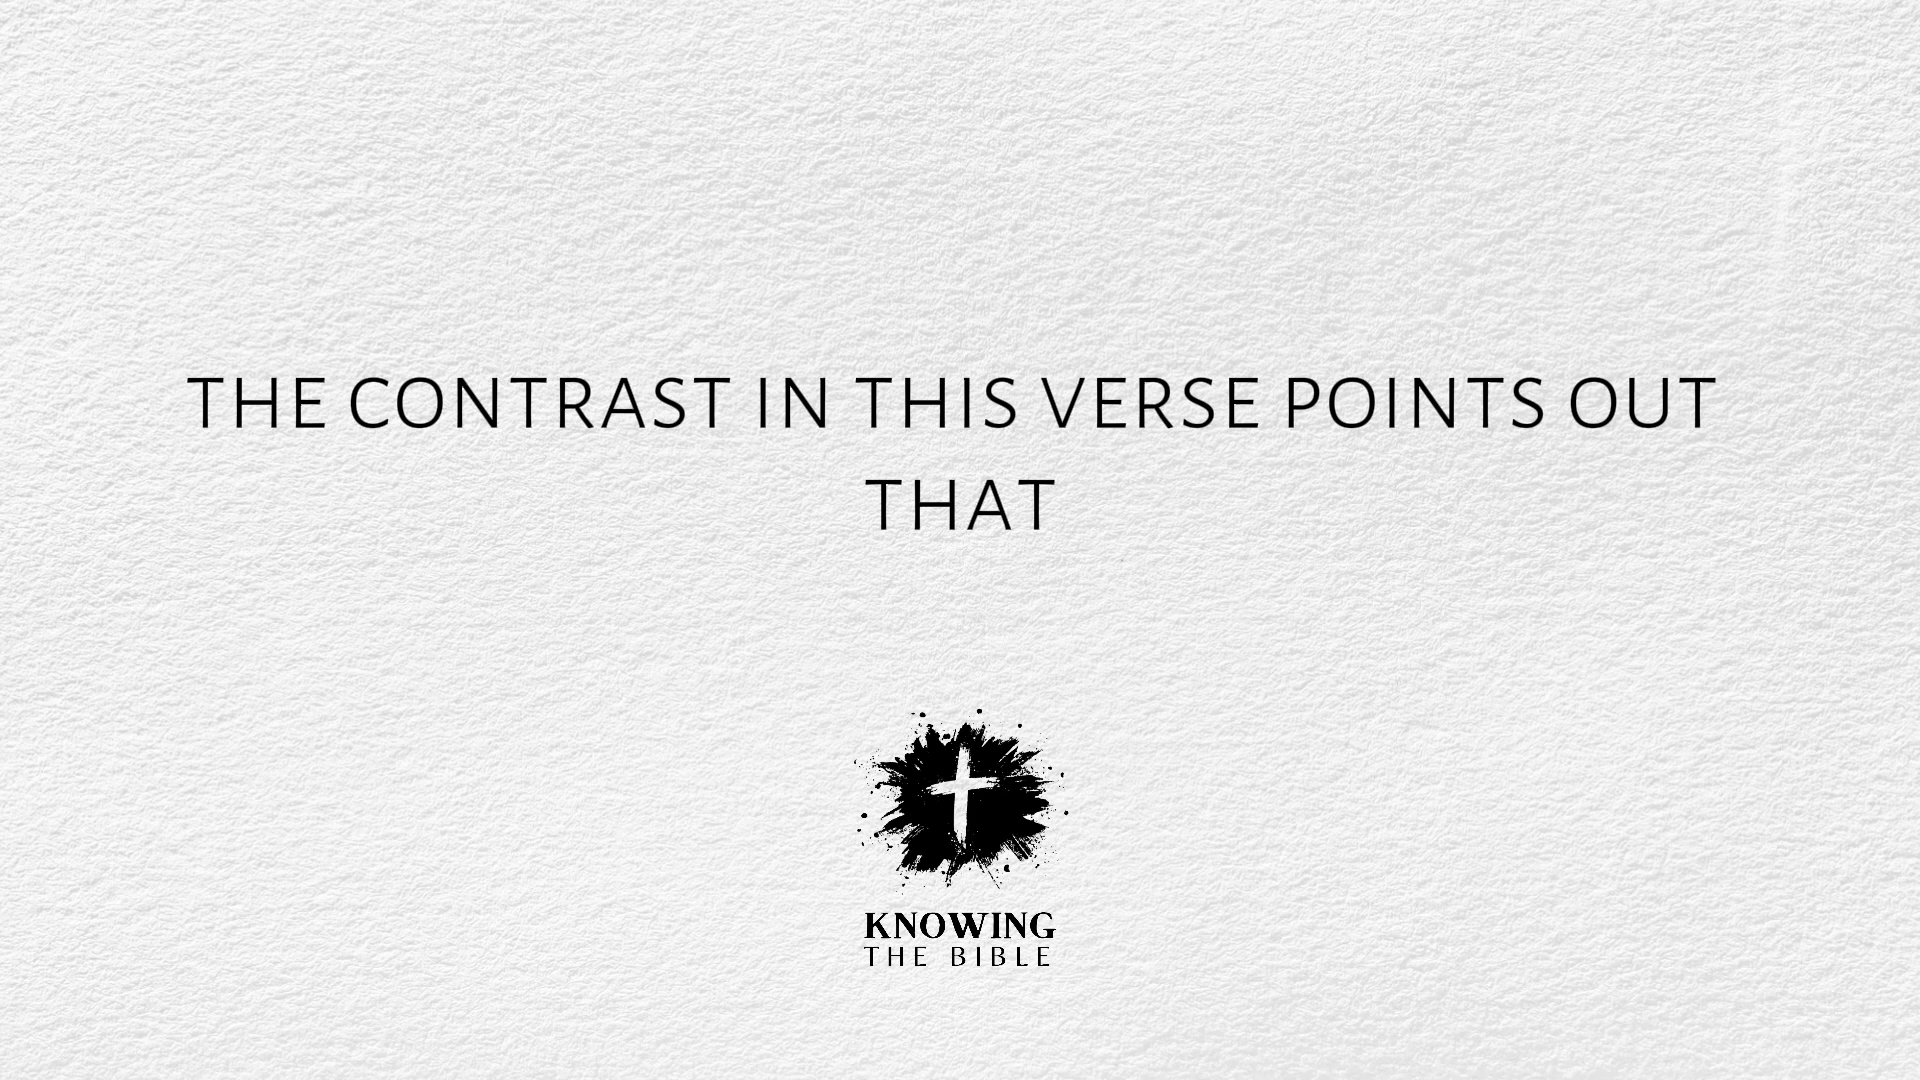 THE CONTRAST IN THIS VERSE POINTS OUT
THAT
KNOWING
THE BIBLE